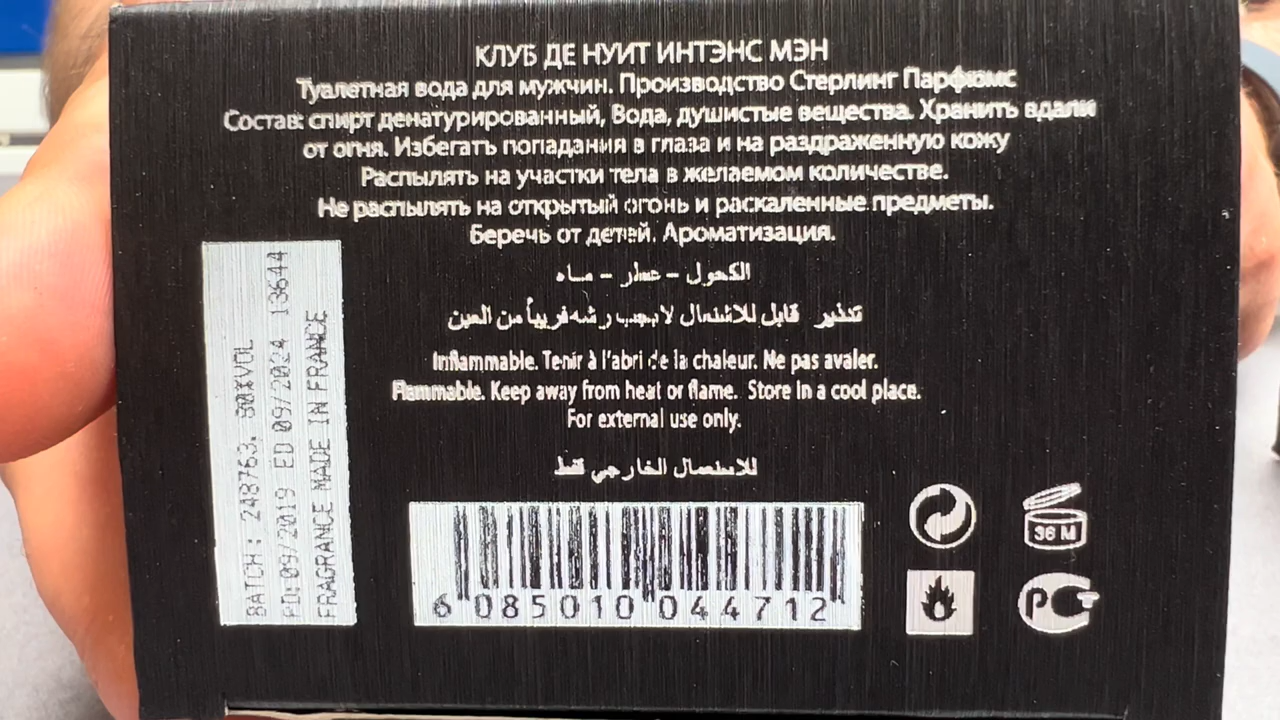 КЛУБ ДЕ НУИТ ИНТЭНС МЭН
Туалетная вода для мужчин. Производство Стерлинг Парфюмс
Состав: спирт денатурированный, Вода, душистые вещества. Хранить вдали
от огня. Избегать попадания в глаза и на раздраженную кожу
Распылять на участки тела в желаемом количестве.
Не распылять на открытый огонь и раскаленные предметы.
Беречь от детей. Ароматизация.
الكحول – عطر – مـاء
تحذير قابل للاشتعال لا يجب رشه قريباً من العين
Inflammable. Tenir à l'abri de la chaleur. Ne pas avaler.
Flammable. Keep away from heat or flame. Store in a cool place.
For external use only.
للاستعمال الخارجي فقط
BATCH : 248763. 80%VOL
PD:09/2019 ED 09/2024 13644
FRAGRANCE MADE IN FRANCE
6 085010 044712
36 M
РСТ